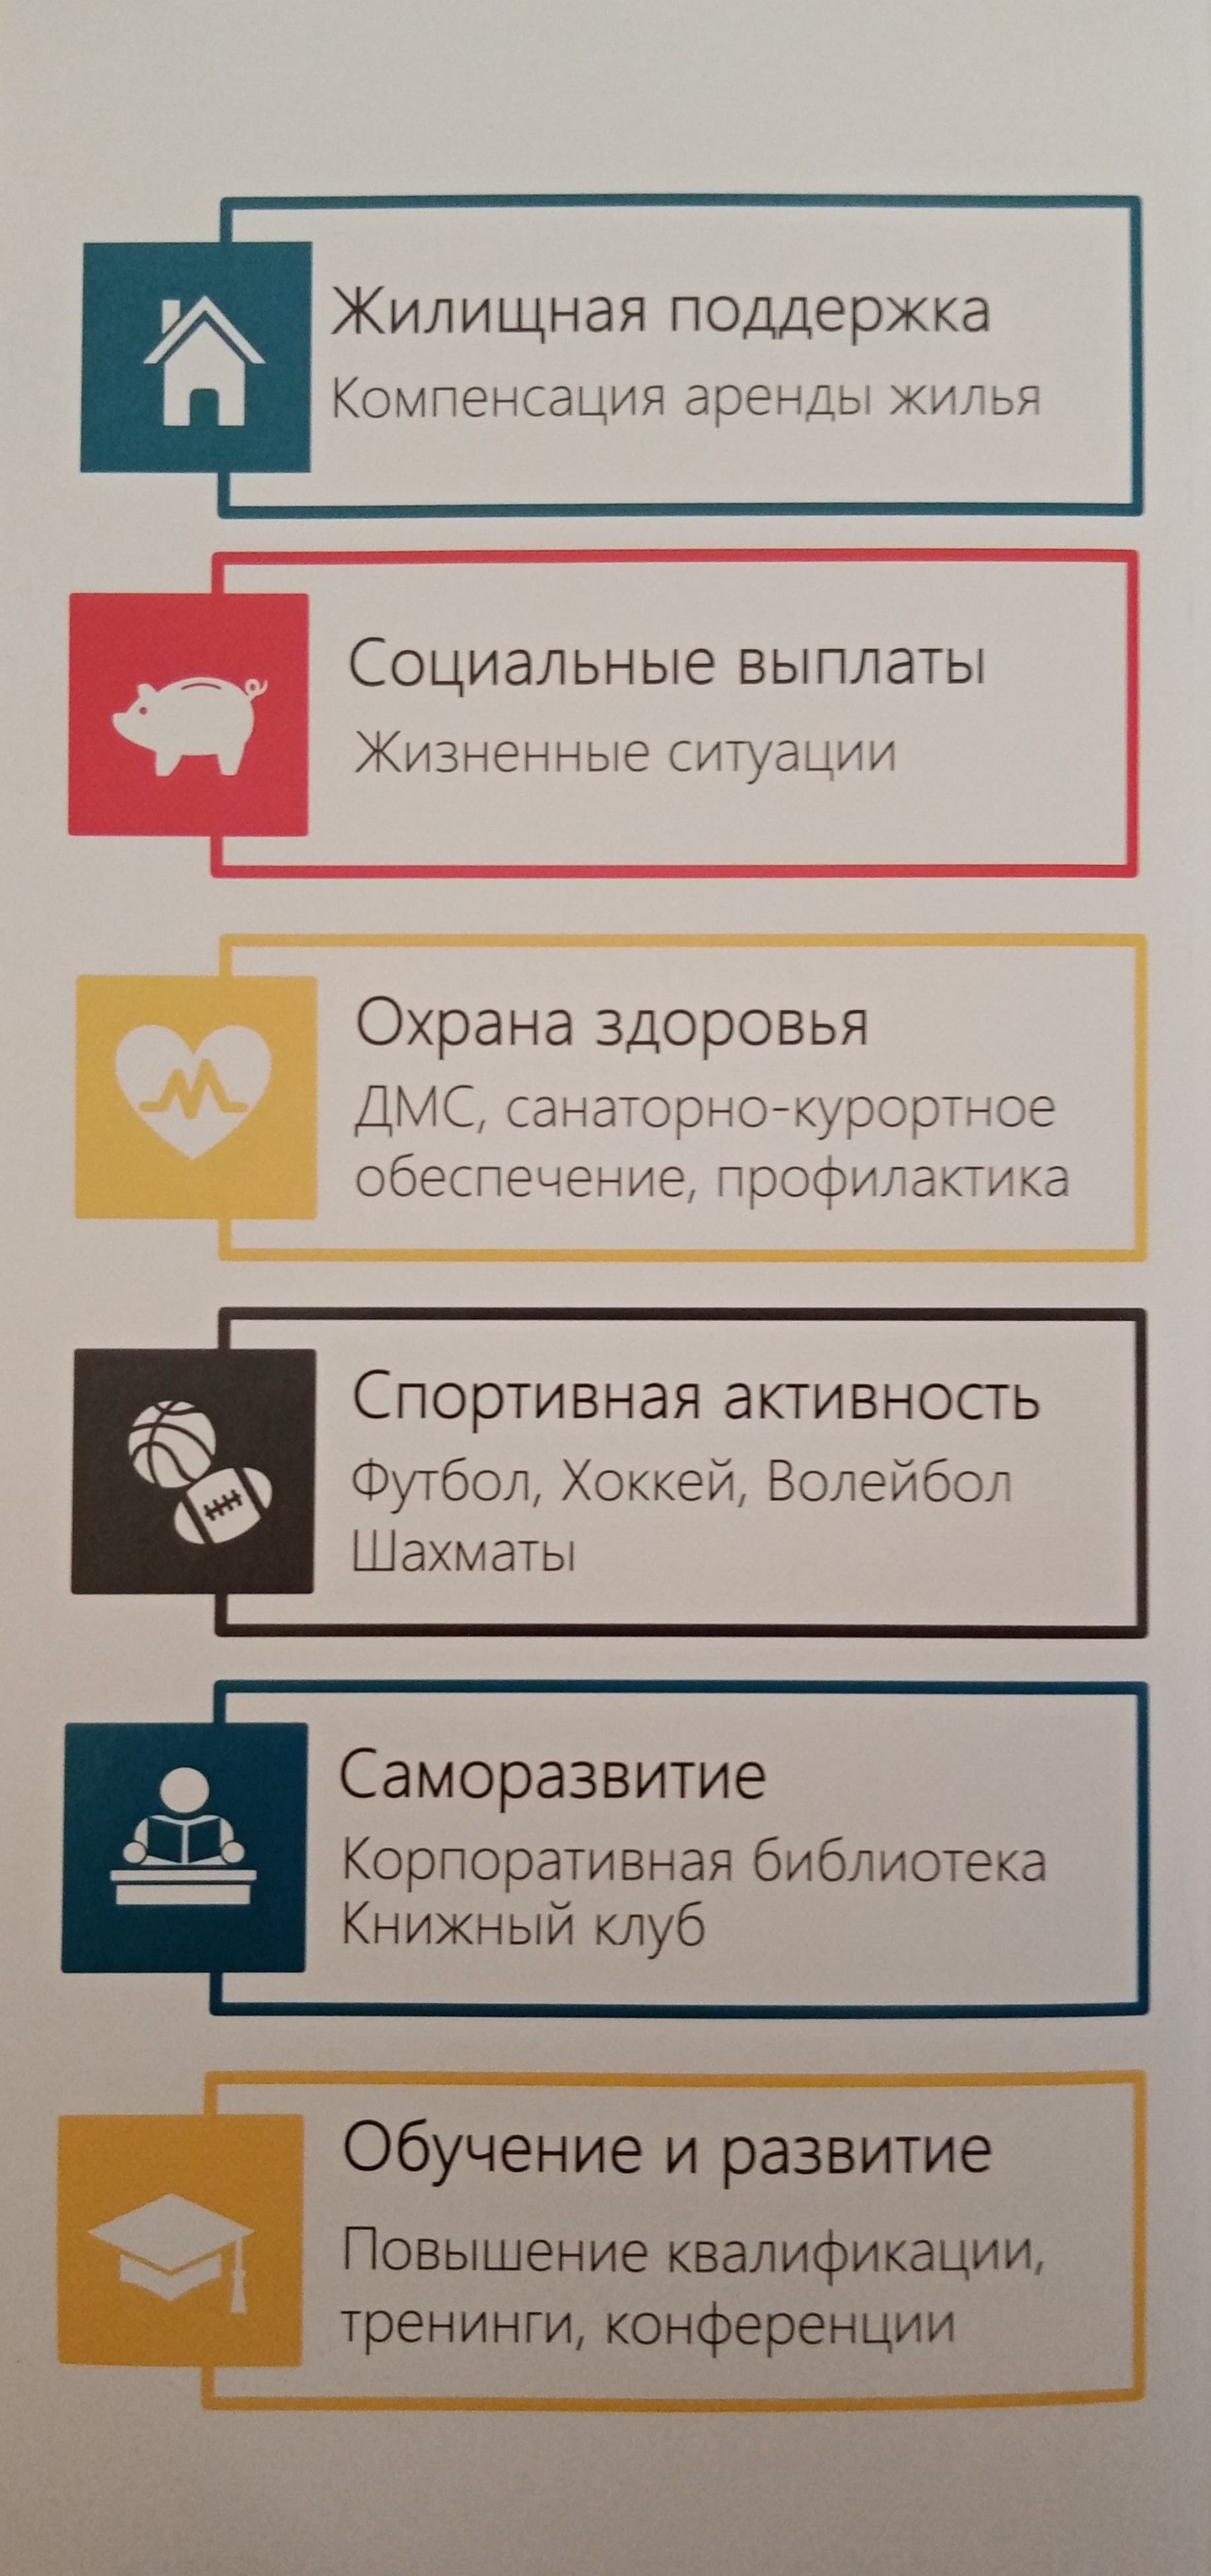 Жилищная поддержка
Компенсация аренды жилья
Социальные выплаты
Жизненные ситуации
Охрана здоровья
ДМС, санаторно-курортное
обеспечение, профилактика
Спортивная активность
Футбол, Хоккей, Волейбол
Шахматы
Саморазвитие
Корпоративная библиотека
Книжный клуб
Обучение и развитие
Повышение квалификации,
тренинги, конференции